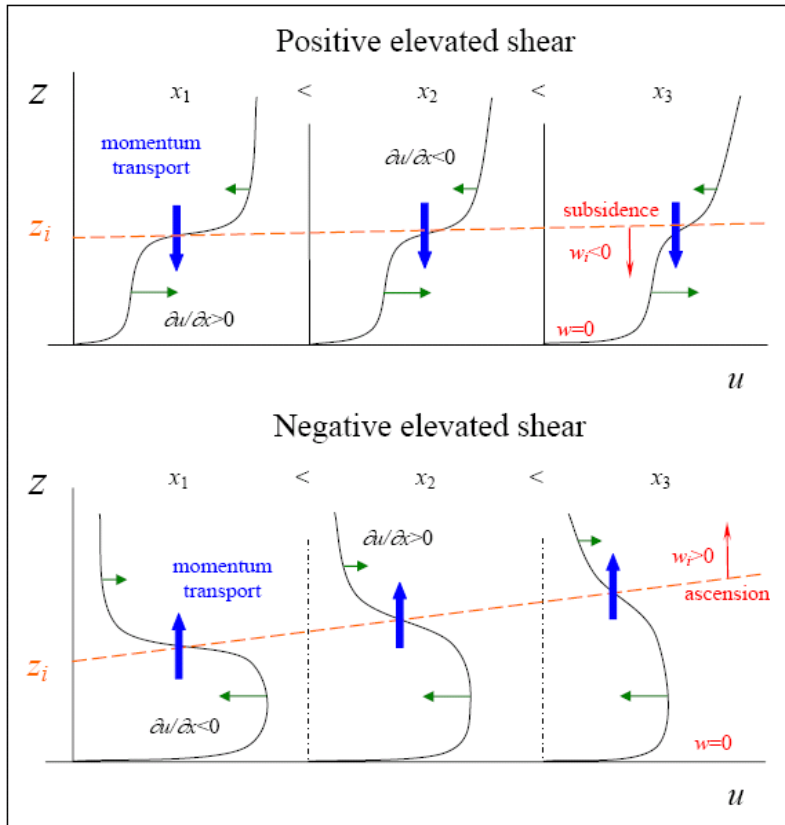 Positive elevated shear
z x₁ < x₂ < x₃
momentum
transport
∂u/∂x<0
subsidence
zᵢ
wᵢ<0
∂u/∂x>0
w=0
u
Negative elevated shear
z x₁ < x₂ < x₃
∂u/∂x>0
wᵢ>0
momentum
transport
ascension
zᵢ
∂u/∂x<0
w=0
u